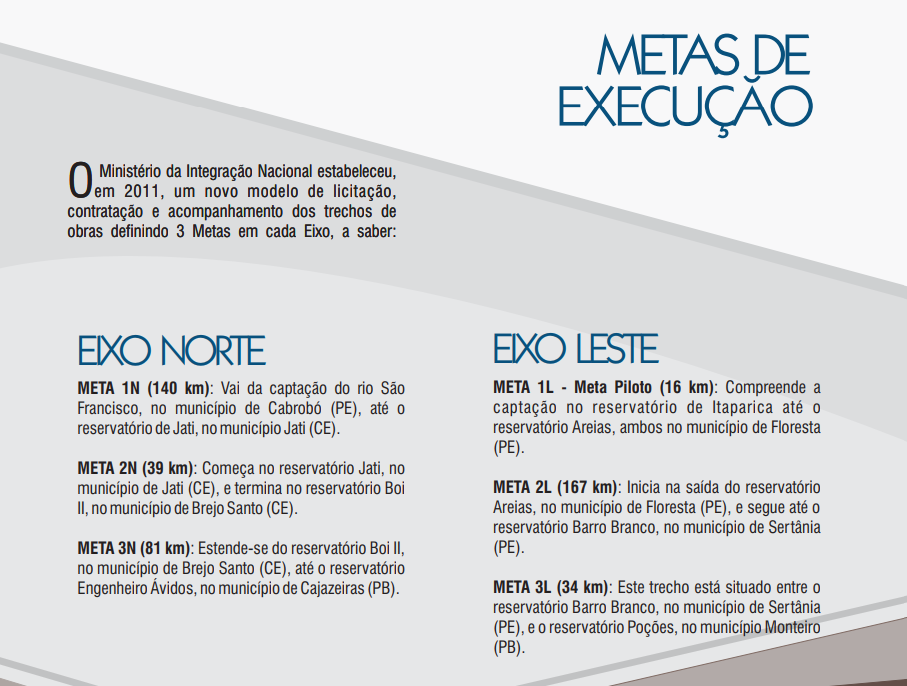 METAS DE
EXECUÇÃO
O Ministério da Integração Nacional estabeleceu,
em 2011, um novo modelo de licitação,
contratação e acompanhamento dos trechos de
obras definindo 3 Metas em cada Eixo, a saber:
EIXO NORTE
META 1N (140 km): Vai da captação do rio São
Francisco, no município de Cabrobó (PE), até o
reservatório de Jati, no município Jati (CE).
META 2N (39 km): Começa no reservatório Jati, no
município de Jati (CE), e termina no reservatório Boi
II, no município de Brejo Santo (CE).
META 3N (81 km): Estende-se do reservatório Boi II,
no município de Brejo Santo (CE), até o reservatório
Engenheiro Ávidos, no município de Cajazeiras (PB).
EIXO LESTE
META 1L - Meta Piloto (16 km): Compreende a
captação no reservatório de Itaparica até o
reservatório Areias, ambos no município de Floresta
(PE).
META 2L (167 km): Inicia na saída do reservatório
Areias, no município de Floresta (PE), e segue até o
reservatório Barro Branco, no município de Sertânia
(PE).
META 3L (34 km): Este trecho está situado entre o
reservatório Barro Branco, no município de Sertânia
(PE), e o reservatório Poções, no município Monteiro
(PB).